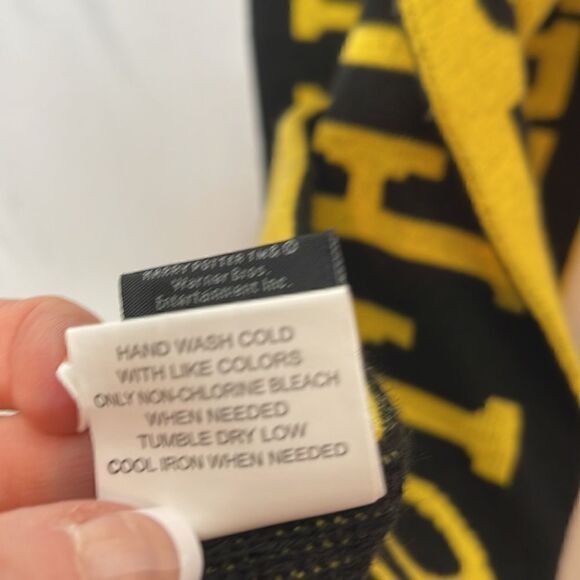 HARRY POTTER TM & ©
Warner Bros.
Entertainment Inc.
HAND WASH COLD
WITH LIKE COLORS
ONLY NON-CHLORINE BLEACH
WHEN NEEDED
TUMBLE DRY LOW
COOL IRON WHEN NEEDED